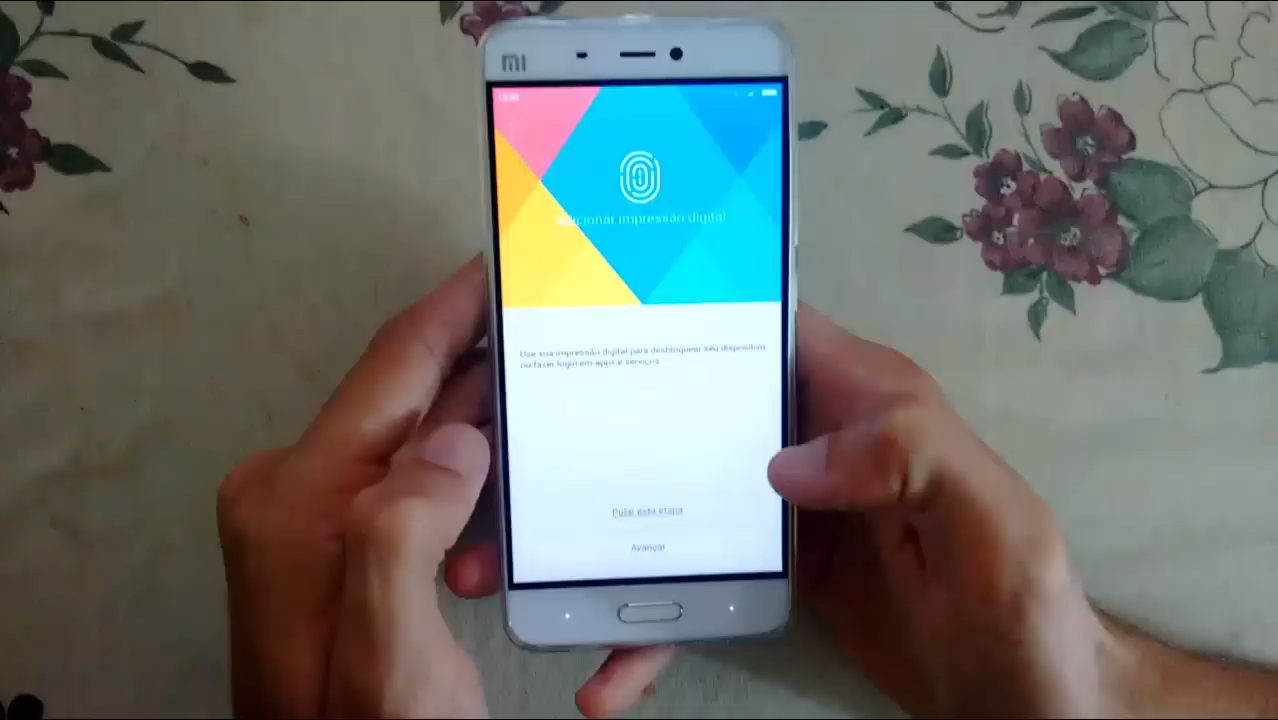 MI
Adicionar impressão digital
Use sua impressão digital para desbloquear seu dispositivo
ou fazer login em apps e serviços
Pular esta etapa
Avançar